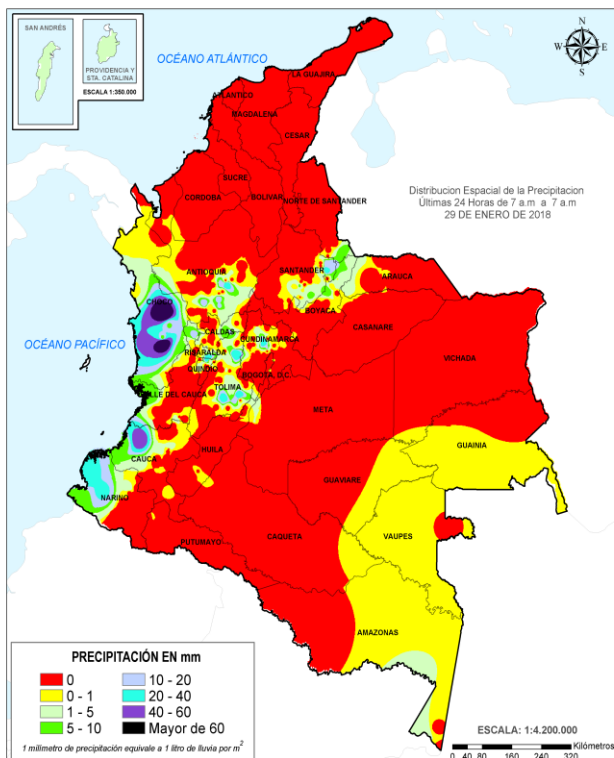 SAN ANDRÉS
PROVIDENCIA Y
STA. CATALINA
ESCALA 1:350.000
OCÉANO ATLÁNTICO
N
W E
S
LA GUAJIRA
ATLANTICO
MAGDALENA
CESAR
SUCRE
CORDOBA
BOLIVAR
NORTE DE SANTANDER
Distribucion Espacial de la Precipitacion
Últimas 24 Horas de 7 a.m a 7 a.m
29 DE ENERO DE 2018
ANTIOQUIA
SANTANDER
ARAUCA
CHOCO
BOYACA
CASANARE
OCÉANO PACÍFICO
CALDAS
CUNDINAMARCA
RISARALDA
VICHADA
QUINDIO
BOGOTA, D.C.
TOLIMA
VALLE DEL CAUCA
META
GUAINIA
CAUCA
HUILA
GUAVIARE
NARIÑO
PUTUMAYO
CAQUETA
VAUPES
AMAZONAS
PRECIPITACIÓN EN mm
0 10 - 20
0 - 1 20 - 40
1 - 5 40 - 60
5 - 10 Mayor de 60
1 milimetro de precipitación equivale a 1 litro de lluvia por m2
ESCALA: 1:4.200.000
Kilómetros
0 40 80 160 240 320